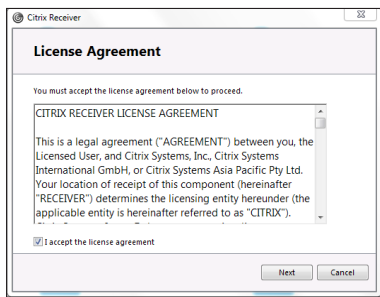 Citrix Receiver
License Agreement
You must accept the license agreement below to proceed.
CITRIX RECEIVER LICENSE AGREEMENT
This is a legal agreement ("AGREEMENT") between you, the
Licensed User, and Citrix Systems, Inc., Citrix Systems
International GmbH, or Citrix Systems Asia Pacific Pty Ltd.
Your location of receipt of this component (hereinafter
"RECEIVER") determines the licensing entity hereunder (the
applicable entity is hereinafter referred to as "CITRIX").
I accept the license agreement
Next Cancel